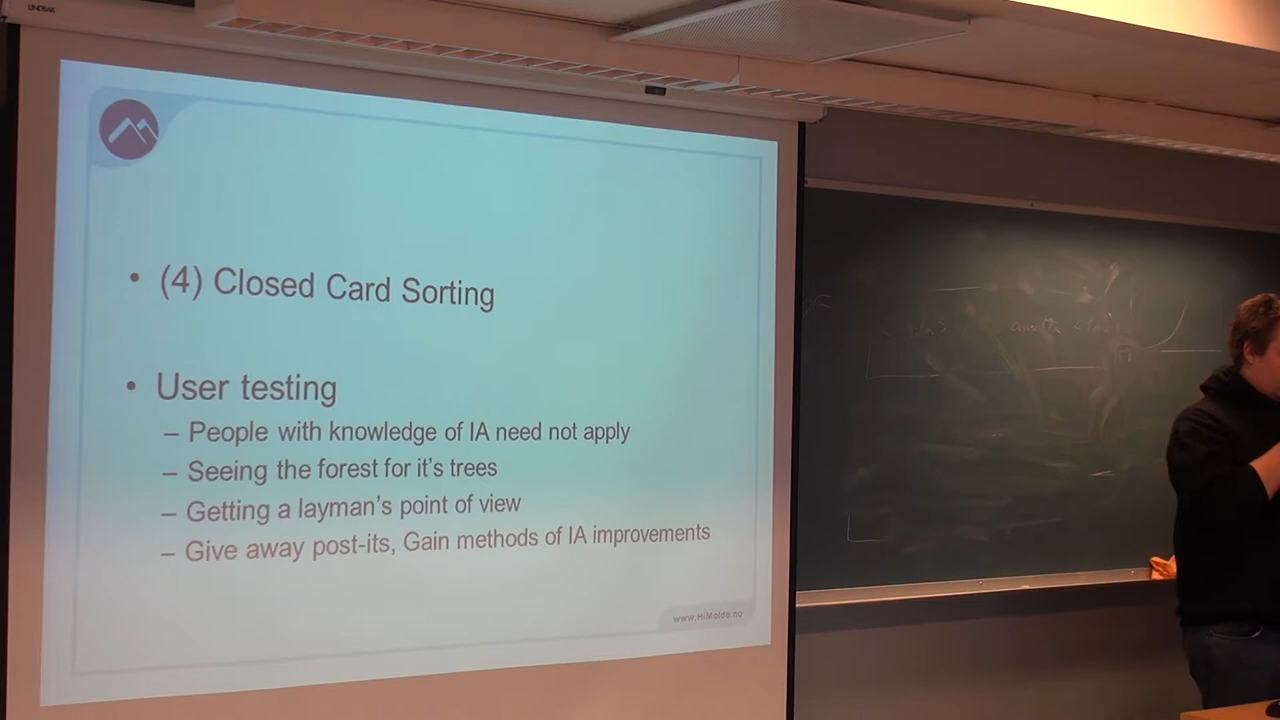 • (4) Closed Card Sorting
• User testing
– People with knowledge of IA need not apply
– Seeing the forest for it's trees
– Getting a layman's point of view
– Give away post-its, Gain methods of IA improvements
www.HiMolde.no